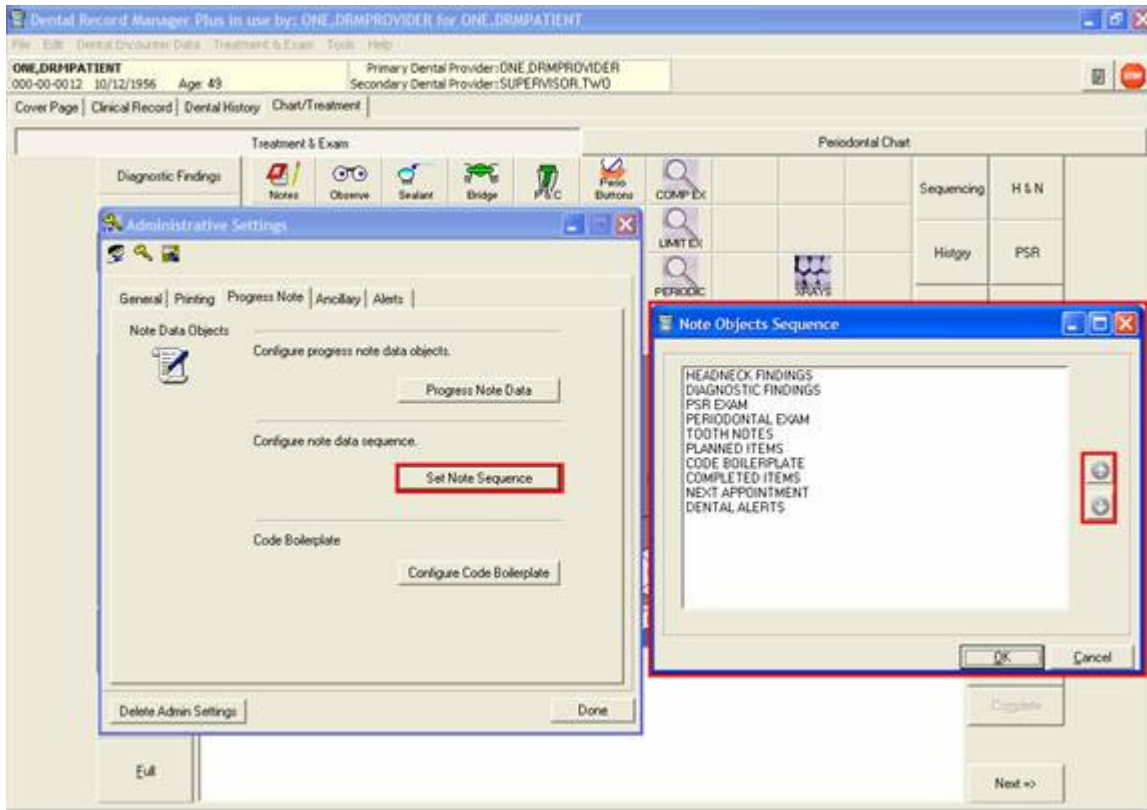 Dental Record Manager Plus in use by: ONE,DRMPROVIDER for ONE,DRMPATIENT
File Edit Dental Encounter Data Treatment & Exam Tools Help
ONE,DRMPATIENT Primary Dental Provider:ONE,DRMPROVIDER
000-00-0012 10/12/1956 Age: 49 Secondary Dental Provider:SUPERVISOR,TWO
Cover Page Clinical Record Dental History Chart/Treatment
Treatment & Exam Periodontal Chart
Diagnostic Findings Notes Observe Sealant Bridge P & C Perio Buttons COMP EX Sequencing H & N
LIMIT EX History PSR
PERIODIC XRAYS
Administrative Settings
General Printing Progress Note Ancillary Alerts
Note Data Objects
Configure progress note data objects.
Progress Note Data
Configure note data sequence.
Set Note Sequence
Code Boilerplate
Configure Code Boilerplate
Delete Admin Settings Done
Note Objects Sequence
HEADNECK FINDINGS
DIAGNOSTIC FINDINGS
PSR EXAM
PERIODONTAL EXAM
TOOTH NOTES
PLANNED ITEMS
CODE BOILERPLATE
COMPLETED ITEMS
NEXT APPOINTMENT
DENTAL ALERTS
OK Cancel
Complete
Full Next =>